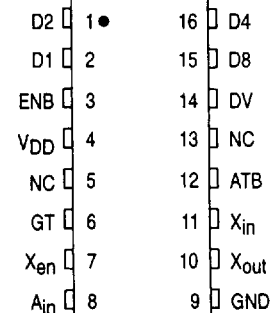 D2 1 16 D4
D1 2 15 D8
ENB 3 14 DV
VDD 4 13 NC
NC 5 12 ATB
GT 6 11 Xin
Xen 7 10 Xout
Ain 8 9 GND